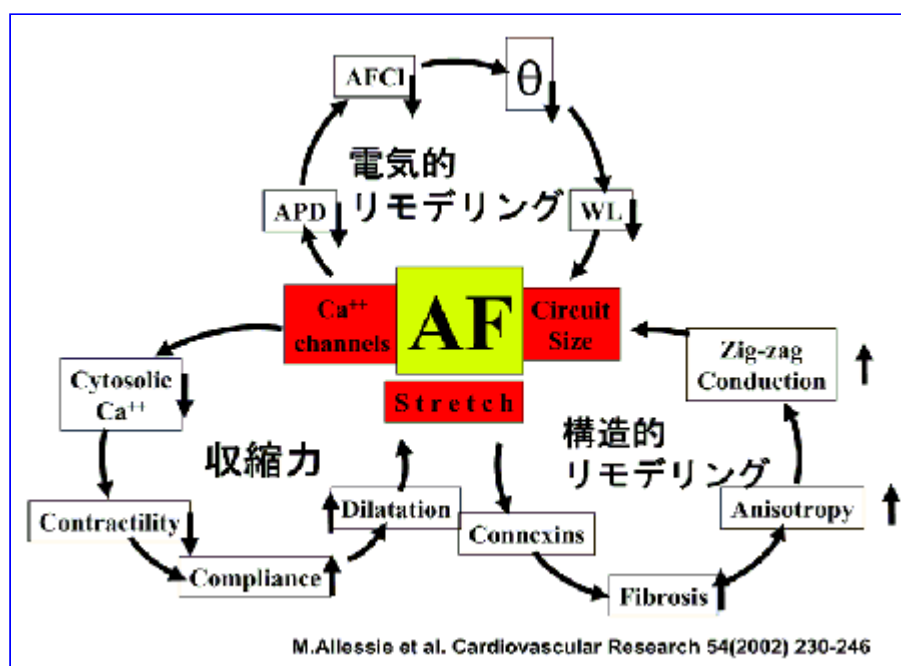 AFCl
θ
電気的
リモデリング
APD
WL
Ca++
channels
AF
Circuit
Size
Stretch
Cytosolic
Ca++
収縮力
Contractility
Compliance
Dilatation
構造的
リモデリング
Zig-zag
Conduction
Connexins
Anisotropy
Fibrosis
M.Allessie et al. Cardiovascular Research 54(2002) 230-246